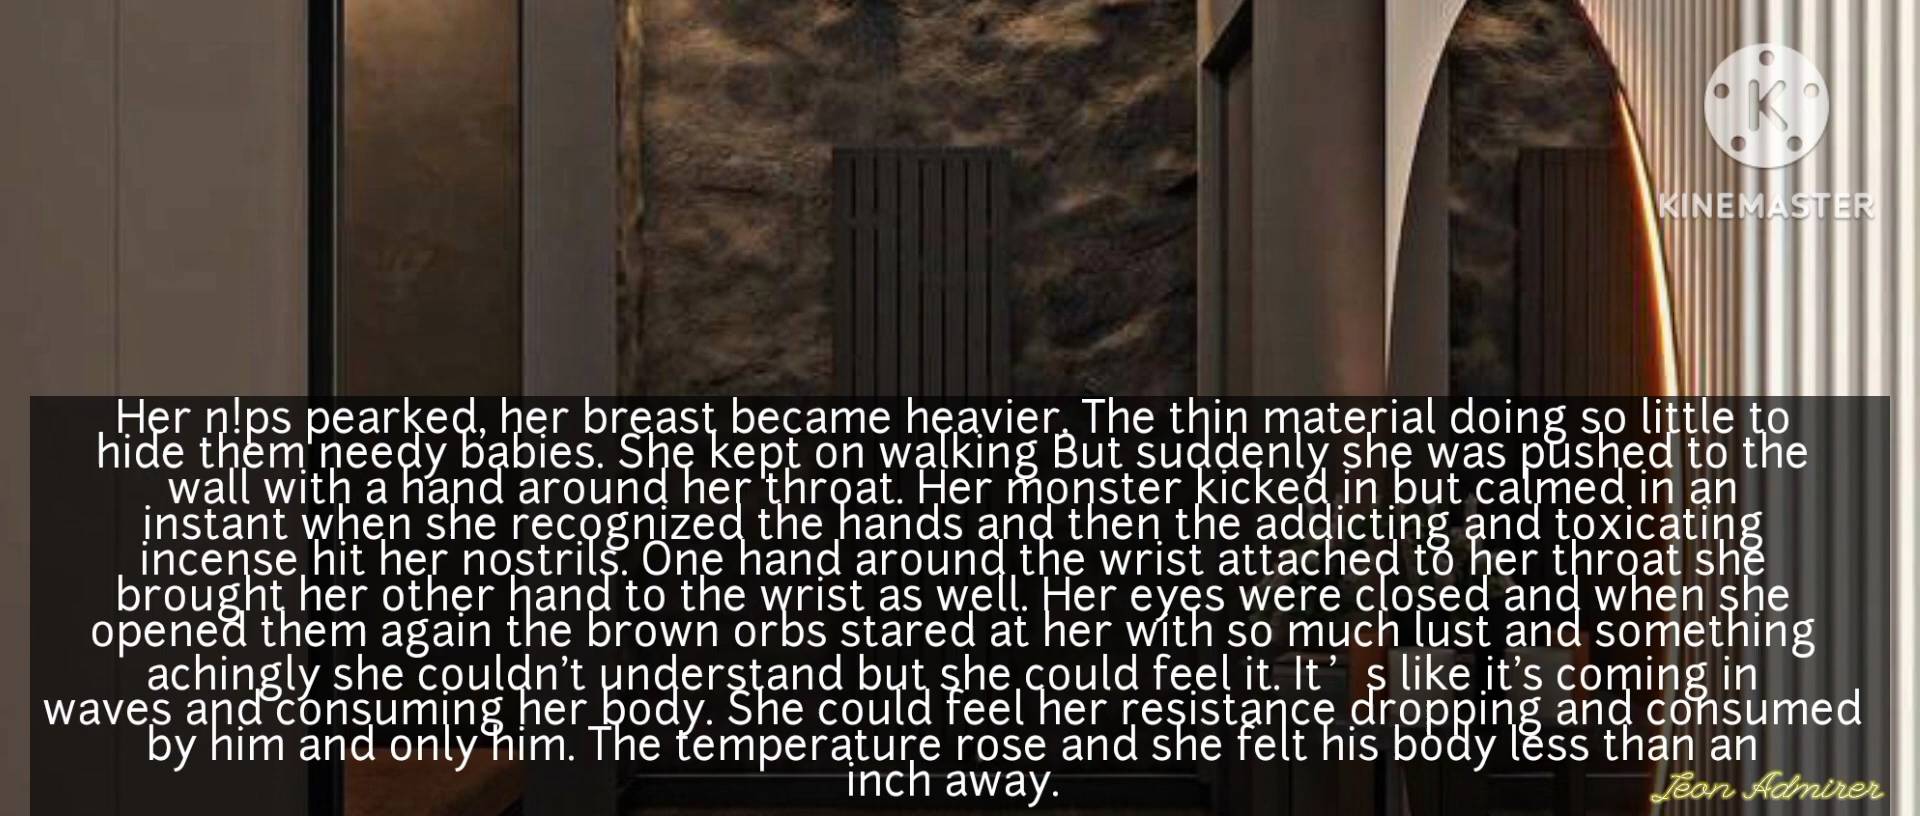 KINEMASTER
Her n!ps pearked, her breast became heavier. The thin material doing so little to
hide them needy babies. She kept on walking But suddenly she was pushed to the
wall with a hand around her throat. Her monster kicked in but calmed in an
instant when she recognized the hands and then the addicting and toxicating
incense hit her nostrils. One hand around the wrist attached to her throat she
brought her other hand to the wrist as well. Her eyes were closed and when she
opened them again the brown orbs stared at her with so much lust and something
achingly she couldn’t understand but she could feel it. It ’ s like it’s coming in
waves and consuming her body. She could feel her resistance dropping and consumed
by him and only him. The temperature rose and she felt his body less than an
inch away.
Leon Admirer